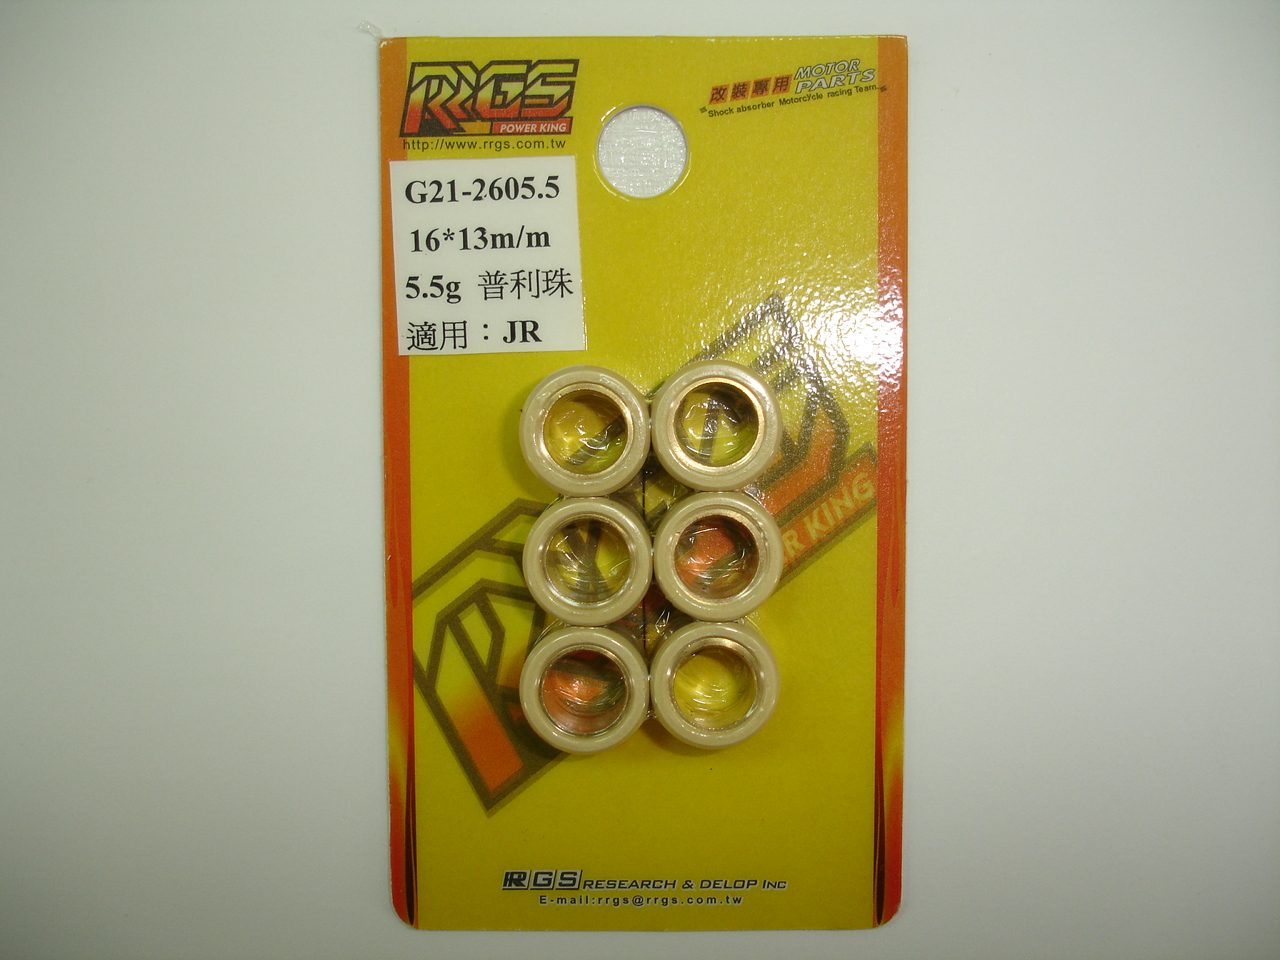 RRGS
POWER KING
http://www.rrgs.com.tw
改裝專用 MOTOR PARTS
Shock absorber Motorcycle racing Team
G21-2605.5
16*13m/m
5.5g 普利珠
適用：JR
R KING
RRGS RESEARCH & DELOP INC
E-mail:rrgs@rrgs.com.tw